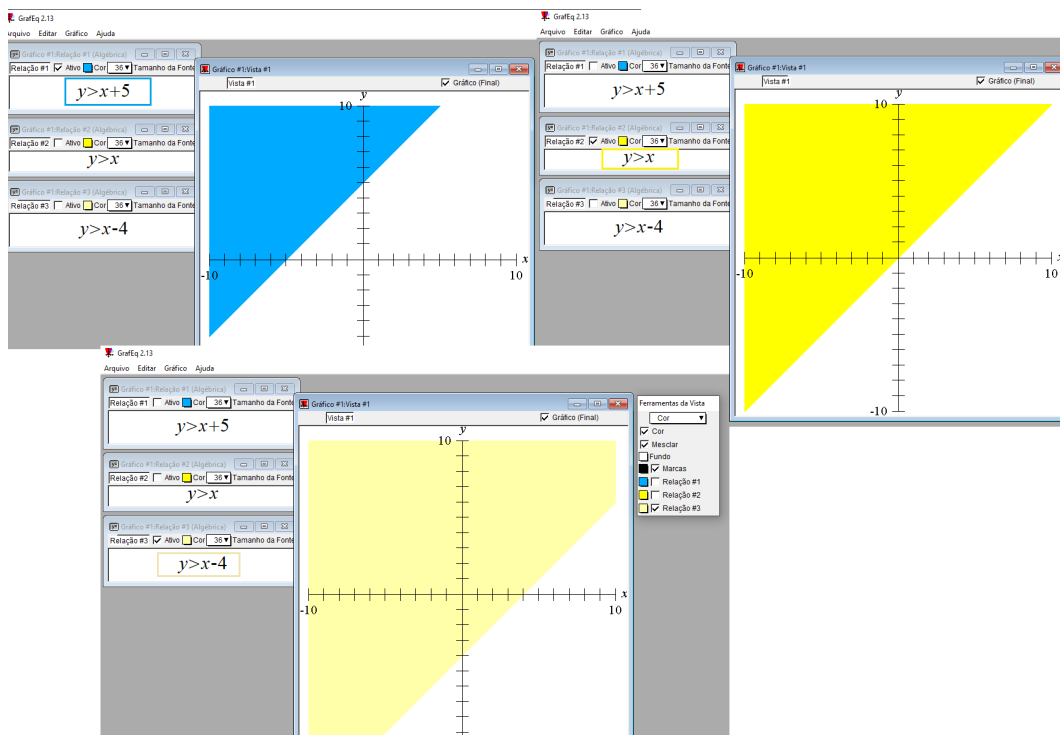 GrafEq 2.13
Arquivo Editar Gráfico Ajuda
Gráfico #1:Relação #1 (Algébrica)
Relação #1 Ativo Cor 36 Tamanho da Fonte
y>x+5
Gráfico #1:Relação #2 (Algébrica)
Relação #2 Ativo Cor 36 Tamanho da Fonte
y>x
Gráfico #1:Relação #3 (Algébrica)
Relação #3 Ativo Cor 36 Tamanho da Fonte
y>x-4
Gráfico #1:Vista #1
Vista #1 Gráfico (Final)
y
10
x
-10 10
GrafEq 2.13
Arquivo Editar Gráfico Ajuda
Gráfico #1:Relação #1 (Algébrica)
Relação #1 Ativo Cor 36 Tamanho da Fonte
y>x+5
Gráfico #1:Relação #2 (Algébrica)
Relação #2 Ativo Cor 36 Tamanho da Fonte
y>x
Gráfico #1:Relação #3 (Algébrica)
Relação #3 Ativo Cor 36 Tamanho da Fonte
y>x-4
Gráfico #1:Vista #1
Vista #1 Gráfico (Final)
y
10
x
-10 10
-10
GrafEq 2.13
Arquivo Editar Gráfico Ajuda
Gráfico #1:Relação #1 (Algébrica)
Relação #1 Ativo Cor 36 Tamanho da Fonte
y>x+5
Gráfico #1:Relação #2 (Algébrica)
Relação #2 Ativo Cor 36 Tamanho da Fonte
y>x
Gráfico #1:Relação #3 (Algébrica)
Relação #3 Ativo Cor 36 Tamanho da Fonte
y>x-4
Gráfico #1:Vista #1
Vista #1 Gráfico (Final)
y
10
x
-10 10
Ferramentas da Vista
Cor
Cor
Mesclar
Fundo
Marcas
Relação #1
Relação #2
Relação #3